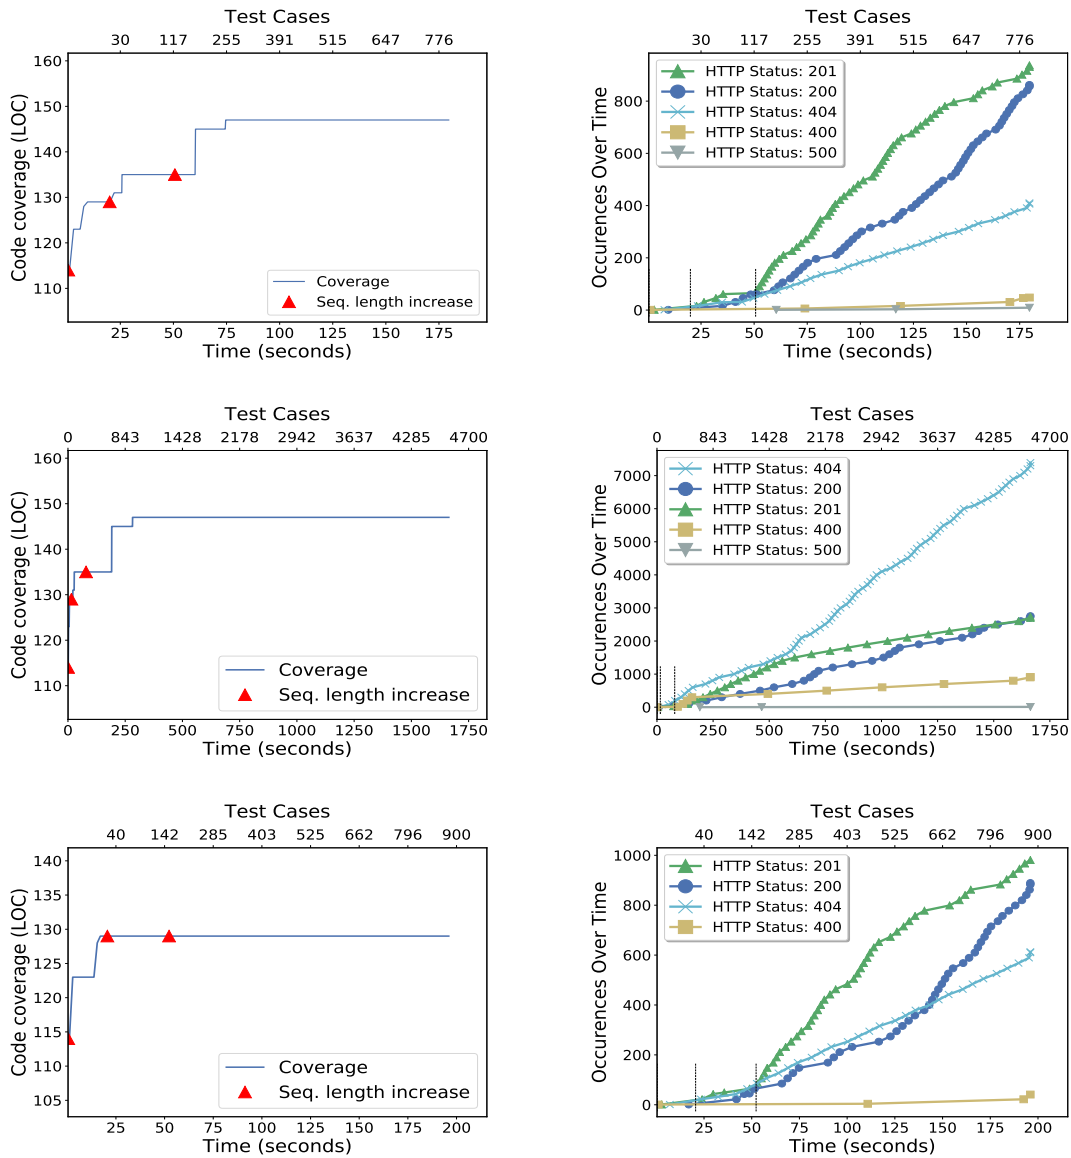 Test Cases
30 117 255 391 515 647 776
160
150
140
130
120
110
Code coverage (LOC)
Coverage
Seq. length increase
25 50 75 100 125 150 175
Time (seconds)
Test Cases
30 117 255 391 515 647 776
HTTP Status: 201
HTTP Status: 200
HTTP Status: 404
HTTP Status: 400
HTTP Status: 500
800
600
400
200
0
Occurences Over Time
25 50 75 100 125 150 175
Time (seconds)
Test Cases
0 843 1428 2178 2942 3637 4285 4700
160
150
140
130
120
110
Code coverage (LOC)
Coverage
Seq. length increase
0 250 500 750 1000 1250 1500 1750
Time (seconds)
Test Cases
0 843 1428 2178 2942 3637 4285 4700
HTTP Status: 404
HTTP Status: 200
HTTP Status: 201
HTTP Status: 400
HTTP Status: 500
7000
6000
5000
4000
3000
2000
1000
0
Occurences Over Time
0 250 500 750 1000 1250 1500 1750
Time (seconds)
Test Cases
40 142 285 403 525 662 796 900
140
135
130
125
120
115
110
105
Code coverage (LOC)
Coverage
Seq. length increase
25 50 75 100 125 150 175 200
Time (seconds)
Test Cases
40 142 285 403 525 662 796 900
HTTP Status: 201
HTTP Status: 200
HTTP Status: 404
HTTP Status: 400
1000
800
600
400
200
0
Occurences Over Time
25 50 75 100 125 150 175 200
Time (seconds)